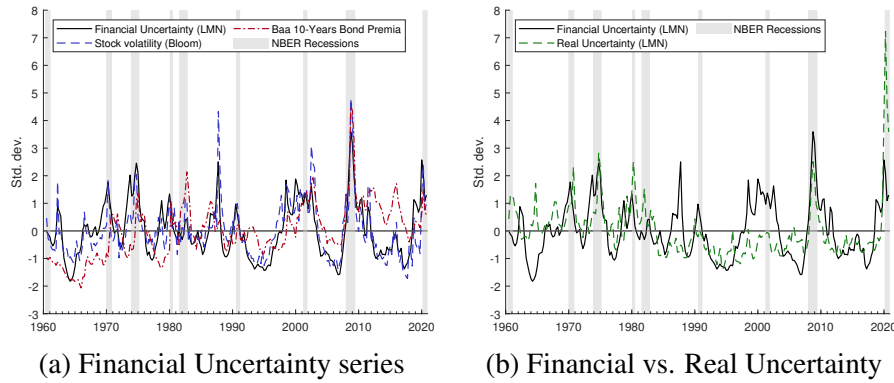 Financial Uncertainty (LMN)
Stock volatility (Bloom)
Baa 10-Years Bond Premia
NBER Recessions
Std. dev.
8
7
6
5
4
3
2
1
0
-1
-2
-3
1960 1970 1980 1990 2000 2010 2020
(a) Financial Uncertainty series
Financial Uncertainty (LMN)
Real Uncertainty (LMN)
NBER Recessions
Std. dev.
8
7
6
5
4
3
2
1
0
-1
-2
-3
1960 1970 1980 1990 2000 2010 2020
(b) Financial vs. Real Uncertainty